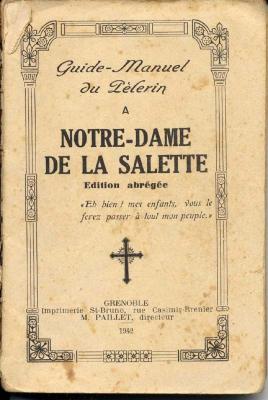 Guide-Manuel
du Pèlerin
A
NOTRE-DAME
DE LA SALETTE
Edition abrégée
«Eh bien! mes enfants, vous le
ferez passer à tout mon peuple.»
GRENOBLE
Imprimerie St-Bruno, rue Casimir-Brenier
M. PAILLET, directeur
1942